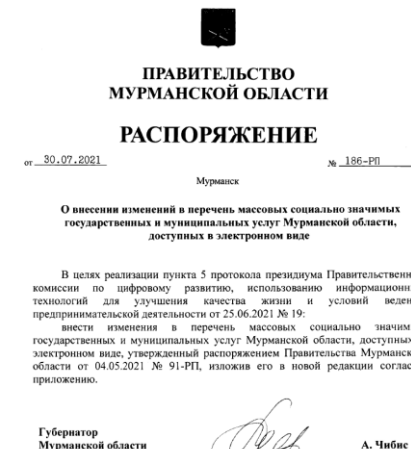 ПРАВИТЕЛЬСТВО
МУРМАНСКОЙ ОБЛАСТИ
РАСПОРЯЖЕНИЕ
от 30.07.2021 № 186-РП
Мурманск
О внесении изменений в перечень массовых социально значимых
государственных и муниципальных услуг Мурманской области,
доступных в электронном виде
В целях реализации пункта 5 протокола президиума Правительственн
комиссии по цифровому развитию, использованию информационн
технологий для улучшения качества жизни и условий веден
предпринимательской деятельности от 25.06.2021 № 19:
внести изменения в перечень массовых социально значим
государственных и муниципальных услуг Мурманской области, доступных
электронном виде, утвержденный распоряжением Правительства Мурманск
области от 04.05.2021 № 91-РП, изложив его в новой редакции соглас
приложению.
Губернатор
Мурманской области А. Чибис